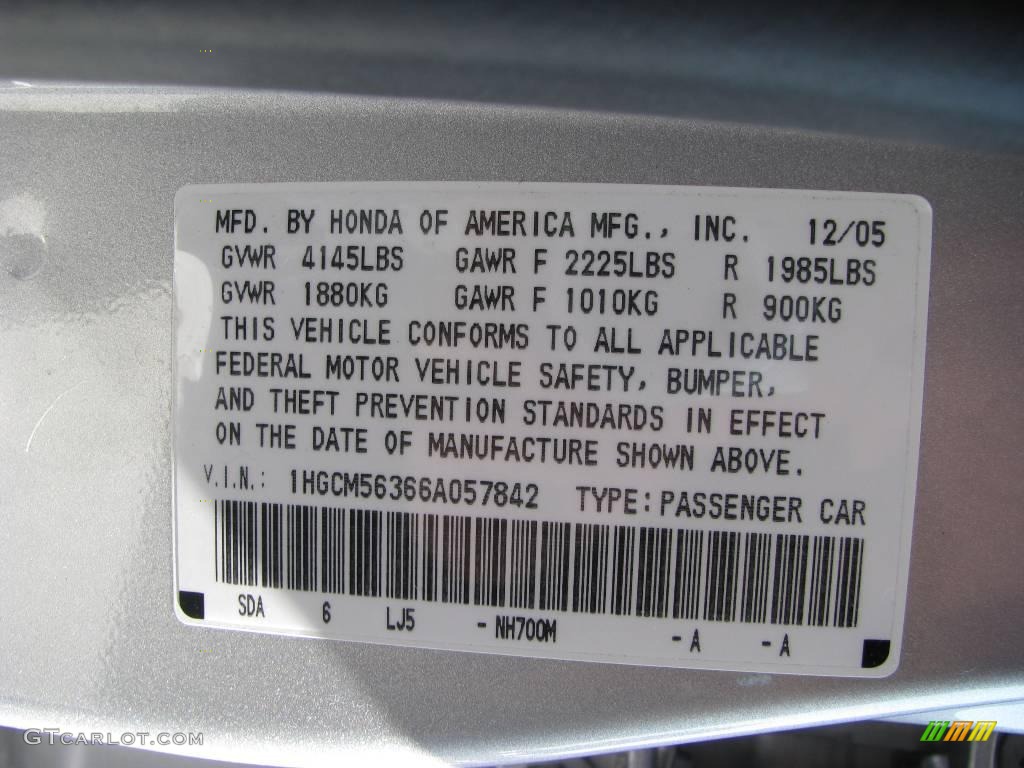 MFD. BY HONDA OF AMERICA MFG., INC. 12/05
GVWR 4145LBS GAWR F 2225LBS R 1985LBS
GVWR 1880KG GAWR F 1010KG R 900KG
THIS VEHICLE CONFORMS TO ALL APPLICABLE
FEDERAL MOTOR VEHICLE SAFETY, BUMPER,
AND THEFT PREVENTION STANDARDS IN EFFECT
ON THE DATE OF MANUFACTURE SHOWN ABOVE.
V.I.N.: 1HGCM56366A057842 TYPE: PASSENGER CAR
SDA 6 LJ5 - NH700M - A - A
GTCARLOT.COM